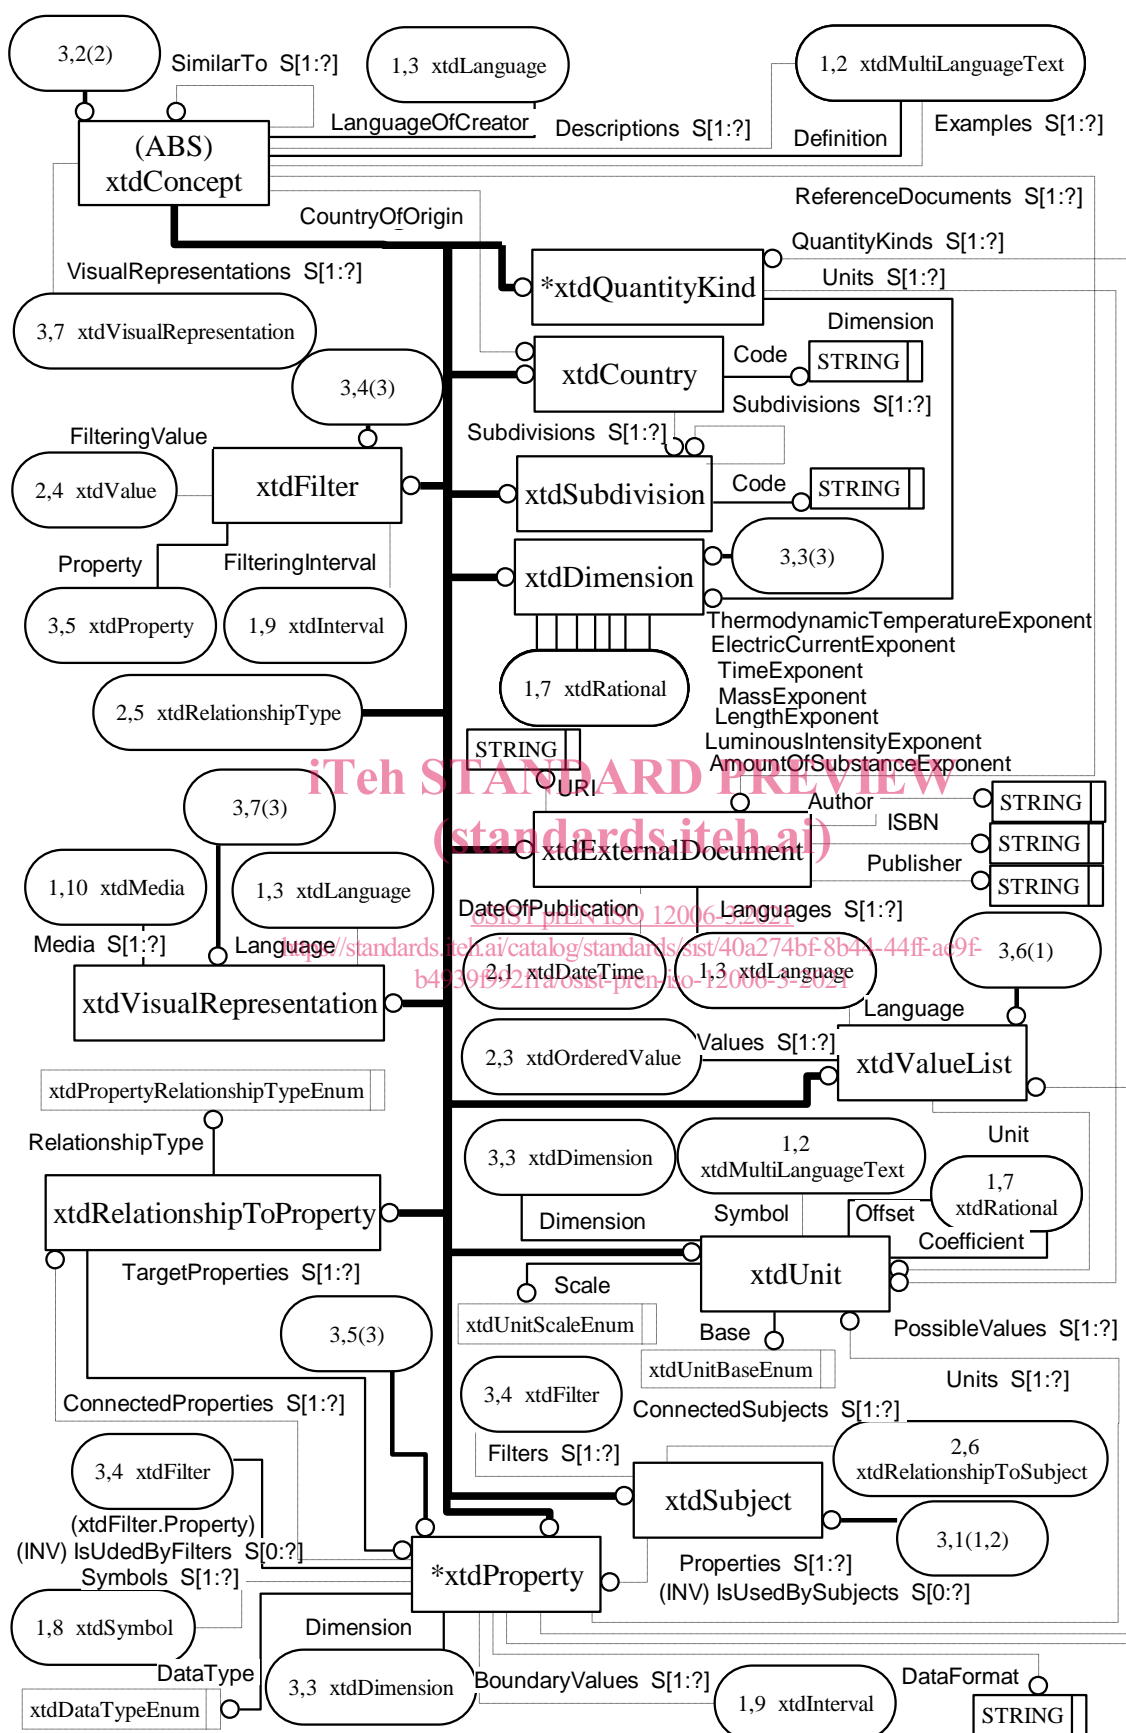 3,2(2)
SimilarTo S[1:?]
1,3 xtdLanguage
1,2 xtdMultiLanguageText
LanguageOfCreator
Descriptions S[1:?]
Definition
Examples S[1:?]
(ABS)
xtdConcept
ReferenceDocuments S[1:?]
CountryOfOrigin
QuantityKinds S[1:?]
VisualRepresentations S[1:?]
Units S[1:?]
*xtdQuantityKind
3,7 xtdVisualRepresentation
Dimension
Code
STRING
xtdCountry
3,4(3)
Subdivisions S[1:?]
FilteringValue
Subdivisions S[1:?]
xtdFilter
2,4 xtdValue
xtdSubdivision
Code
STRING
Property
FilteringInterval
3,3(3)
xtdDimension
3,5 xtdProperty
1,9 xtdInterval
ThermodynamicTemperatureExponent
ElectricCurrentExponent
TimeExponent
MassExponent
LengthExponent
LuminousIntensityExponent
AmountOfSubstanceExponent
1,7 xtdRational
2,5 xtdRelationshipType
STRING
iTeh STANDARD PREVIEW
URI
3,7(3)
Author
STRING
(standards.iteh.ai)
ISBN
STRING
xtdExternalDocument
Publisher
STRING
1,10 xtdMedia
1,3 xtdLanguage
DateOfPublication
oSIST prEN ISO 12006-3:2021
Languages S[1:?]
Media S[1:?]
Language
https://standards.iteh.ai/catalog/standards/sist/40a274bf-8b44-44ff-ae9f-
b4939f592f1a/osist-pren-iso-12006-3-2021
2,1 xtdDateTime
1,3 xtdLanguage
3,6(1)
xtdVisualRepresentation
Language
2,3 xtdOrderedValue
Values S[1:?]
xtdValueList
xtdPropertyRelationshipTypeEnum
RelationshipType
Unit
3,3 xtdDimension
1,2
xtdMultiLanguageText
1,7
xtdRational
xtdRelationshipToProperty
Dimension
Symbol
Offset
Coefficient
TargetProperties S[1:?]
xtdUnit
Scale
xtdUnitScaleEnum
3,5(3)
Base
PossibleValues S[1:?]
xtdUnitBaseEnum
Units S[1:?]
3,4 xtdFilter
ConnectedProperties S[1:?]
ConnectedSubjects S[1:?]
Filters S[1:?]
2,6
xtdRelationshipToSubject
3,4 xtdFilter
xtdSubject
(xtdFilter.Property)
(INV) IsUdedByFilters S[0:?]
3,1(1,2)
Symbols S[1:?]
*xtdProperty
Properties S[1:?]
(INV) IsUsedBySubjects S[0:?]
1,8 xtdSymbol
Dimension
DataType
3,3 xtdDimension
BoundaryValues S[1:?]
DataFormat
xtdDataTypeEnum
1,9 xtdInterval
STRING